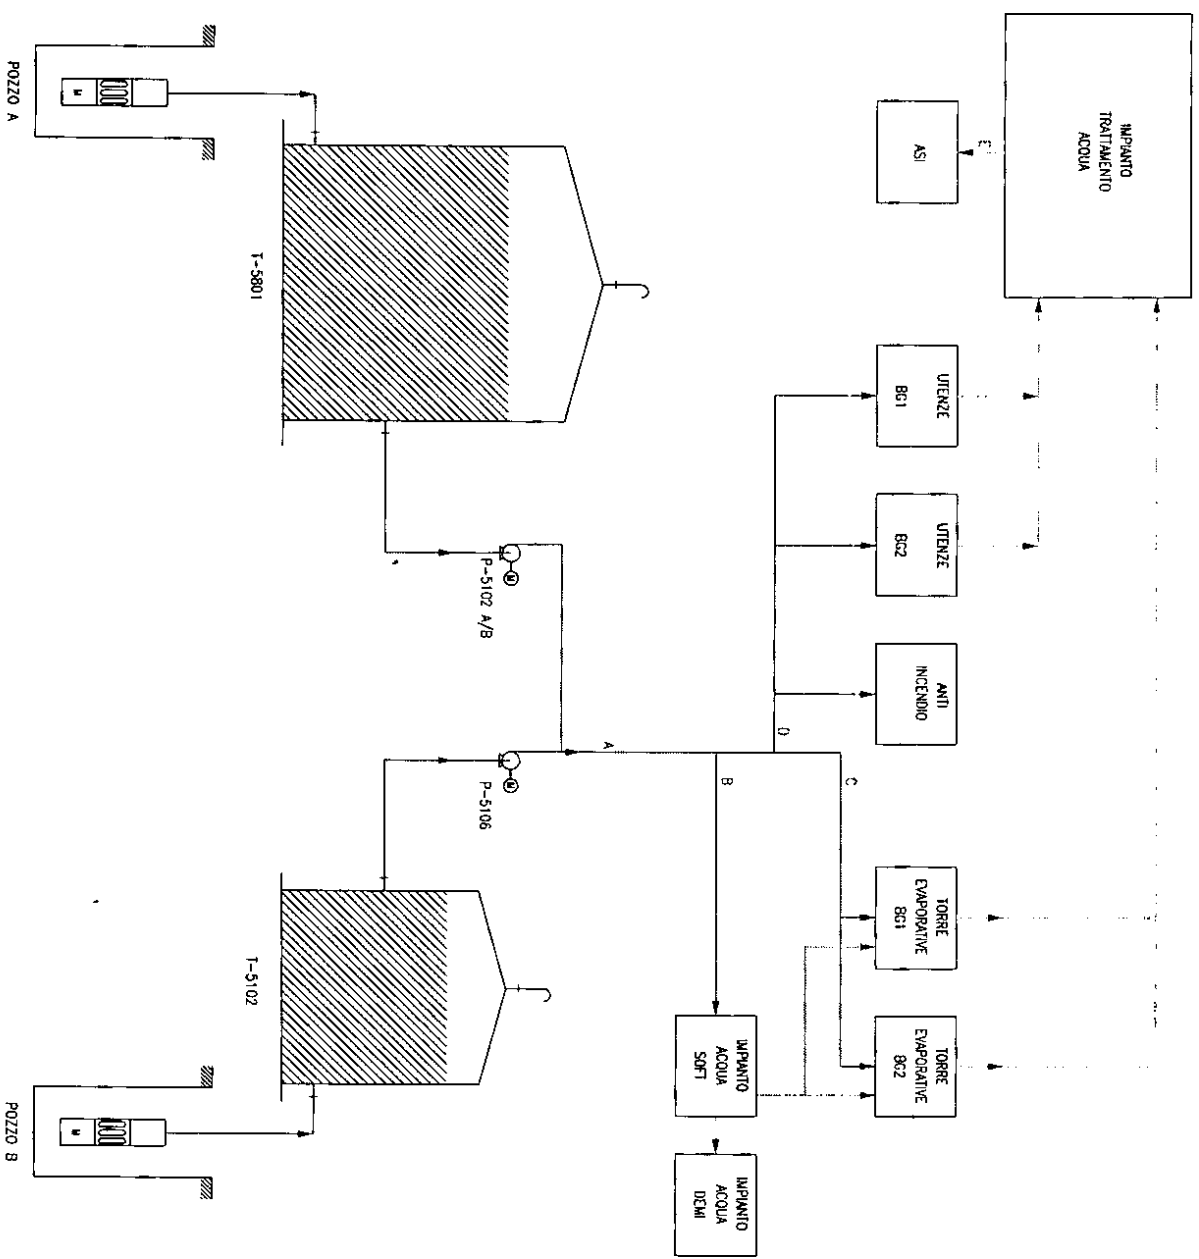 IMPIANTO
TRATTAMENTO
ACQUA
E
ASI
UTENZE
BG1
UTENZE
BG2
ANTI
INCENDIO
TORRE
EVAPORATIVE
BG1
TORRE
EVAPORATIVE
BG2
D
C
A
B
IMPIANTO
ACQUA
SOFT
IMPIANTO
ACQUA
DEMI
M
P-5102 A/B
M
P-5106
T-5801
T-5102
M
POZZO A
M
POZZO B